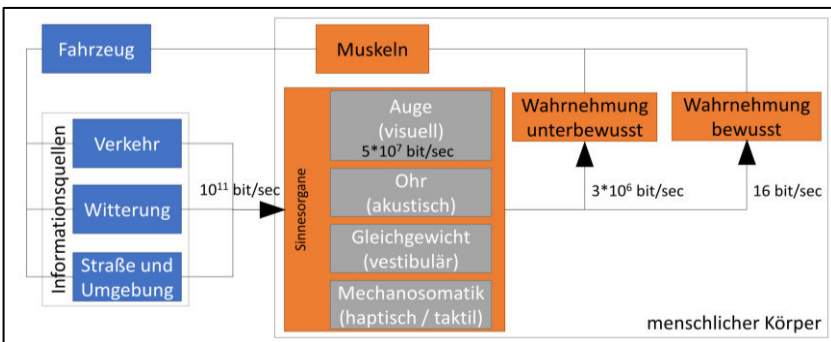 Fahrzeug
Muskeln
Informationsquellen
Verkehr
Witterung
Straße und
Umgebung
10¹¹ bit/sec
Sinnesorgane
Auge
(visuell)
5*10⁷ bit/sec
Ohr
(akustisch)
Gleichgewicht
(vestibulär)
Mechanosomatik
(haptisch / taktil)
Wahrnehmung
unterbewusst
Wahrnehmung
bewusst
3*10⁶ bit/sec
16 bit/sec
menschlicher Körper